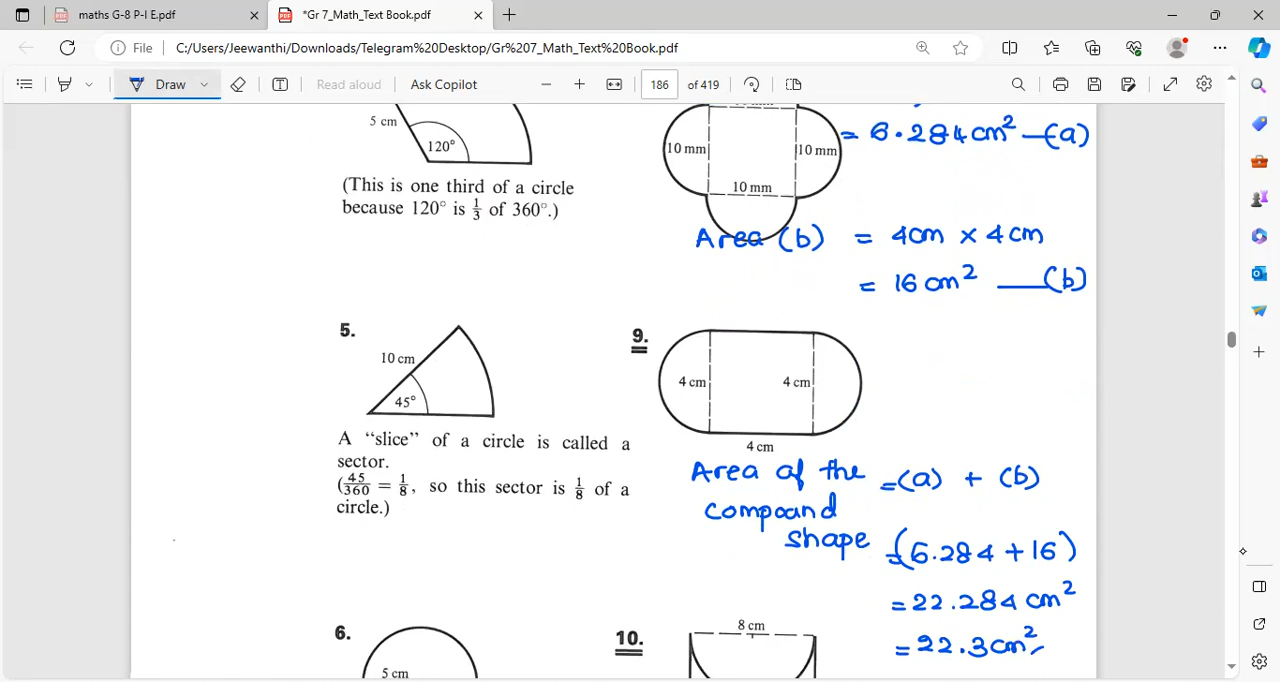 maths G-8 P-I E.pdf
*Gr 7_Math_Text Book.pdf
File
C:/Users/Jeewanthi/Downloads/Telegram%20Desktop/Gr%207_Math_Text%20Book.pdf
Draw
Read aloud
Ask Copilot
186 of 419
5 cm
120°
(This is one third of a circle
because 120° is 1/3 of 360°.)
10 mm
10 mm
10 mm
= 6.284 cm² —(a)
Area (b) = 4cm × 4cm
= 16 cm² —(b)
5.
10 cm
45°
A “slice” of a circle is called a
sector.
(45/360 = 1/8, so this sector is 1/8 of a
circle.)
9.
4 cm
4 cm
4 cm
Area of the = (a) + (b)
compound
shape = (6.284 + 16)
= 22.284 cm²
= 22.3 cm²
6.
5 cm
10.
8 cm